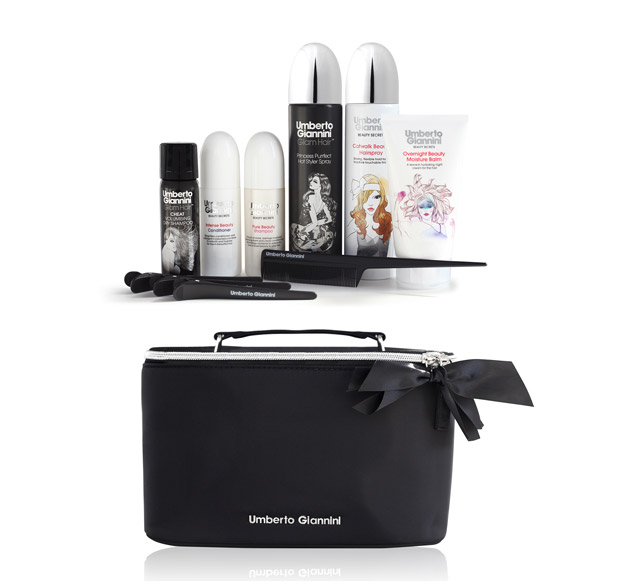 Umberto
Giannini
Glam Hair
CHEAT
VOLUMISING
DRY SHAMPOO
Intense Beauty
Conditioner
BEAUTY SECRETS
Pure Beauty
Shampoo
Umberto
Giannini
Glam Hair
Princess Purrfect
Hot Styler Spray
Umberto
Giannini
BEAUTY SECRETS
Catwalk Beauty
Hairspray
Umberto
Giannini
BEAUTY SECRETS
Overnight Beauty
Moisture Balm
Umberto Giannini
Umberto Giannini
Umberto Giannini